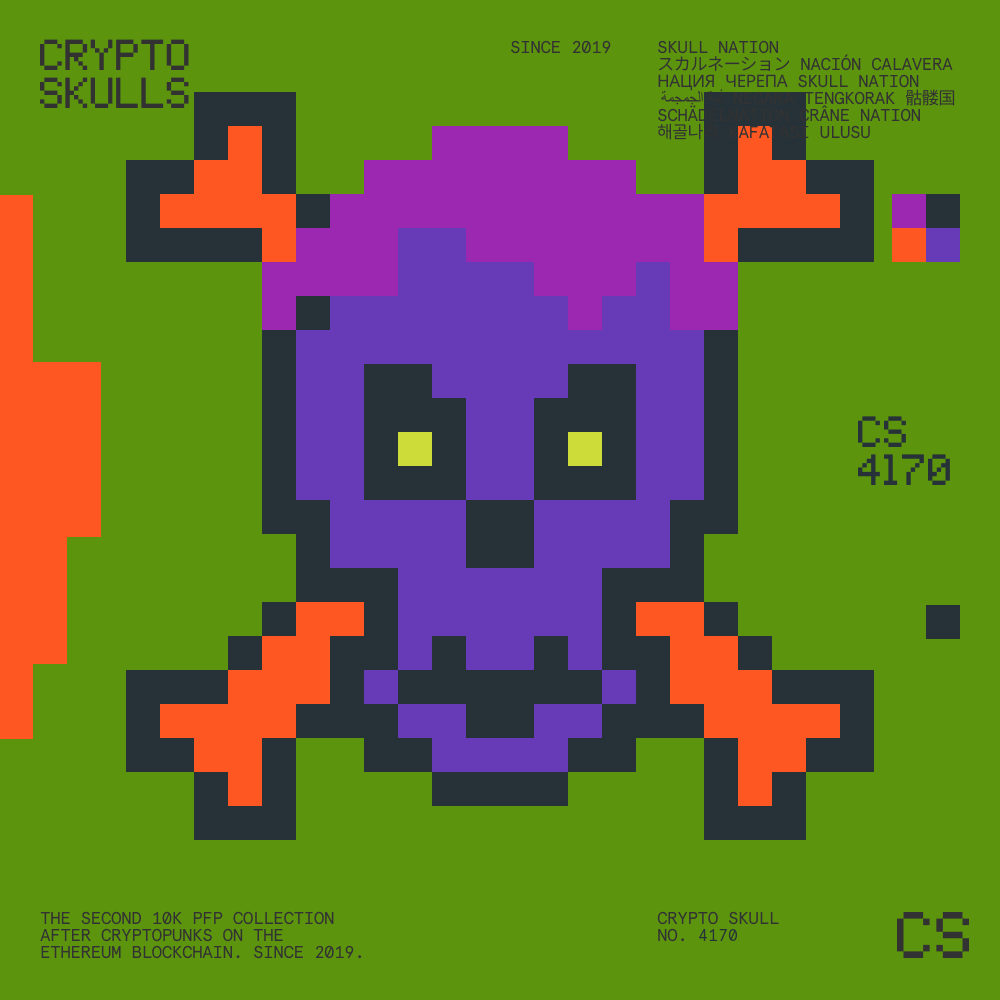 CRYPTO
SKULLS
SINCE 2019
SKULL NATION
スカルネーション NACIÓN CALAVERA
НАЦИЯ ЧЕРЕПА SKULL NATION
الجمجمة TENGKORAK 骷髅国
CRÂNE NATION
ULUSU
CS
4170
THE SECOND 10K PFP COLLECTION
AFTER CRYPTOPUNKS ON THE
ETHEREUM BLOCKCHAIN. SINCE 2019.
CRYPTO SKULL
NO. 4170
CS